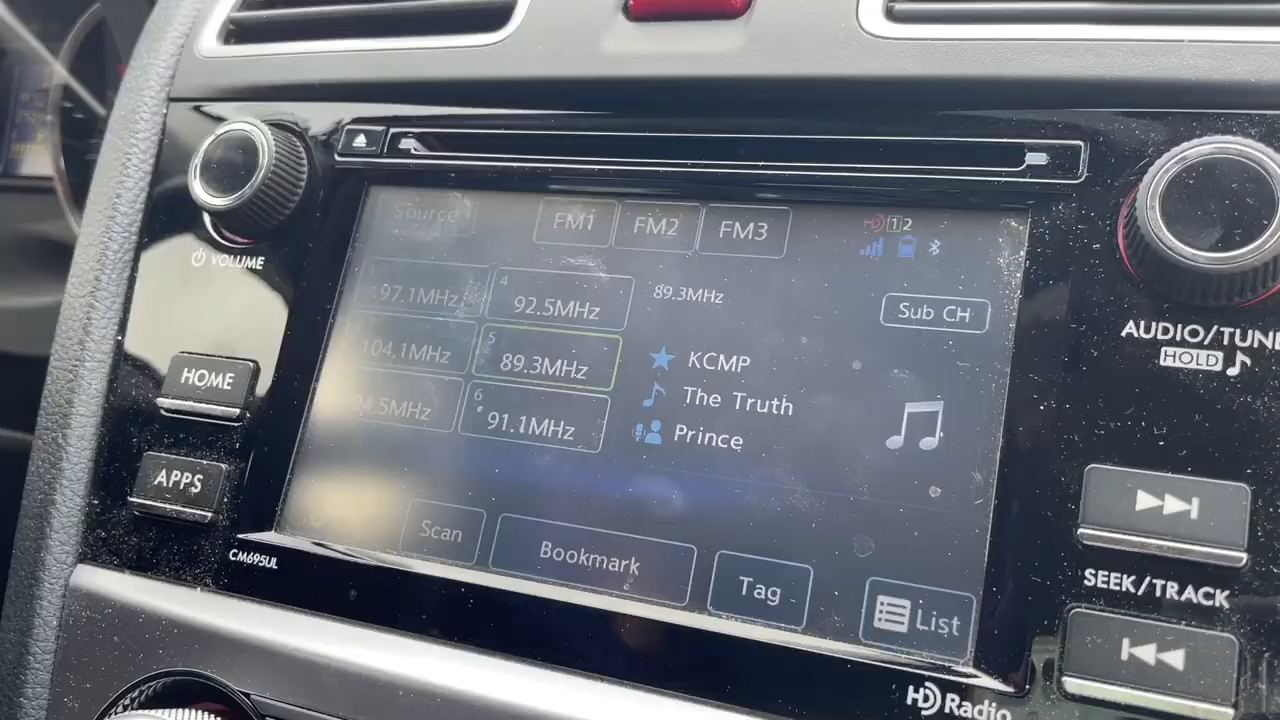 VOLUME
HOME
APPS
CM695UL
Source
FM1
FM2
FM3
HD 1 2
97.1MHz
4
92.5MHz
89.3MHz
Sub CH
104.1MHz
5
89.3MHz
KCMP
The Truth
94.5MHz
6
91.1MHz
Prince
Scan
Bookmark
Tag
List
AUDIO/TUNE
HOLD
SEEK/TRACK
HD Radio